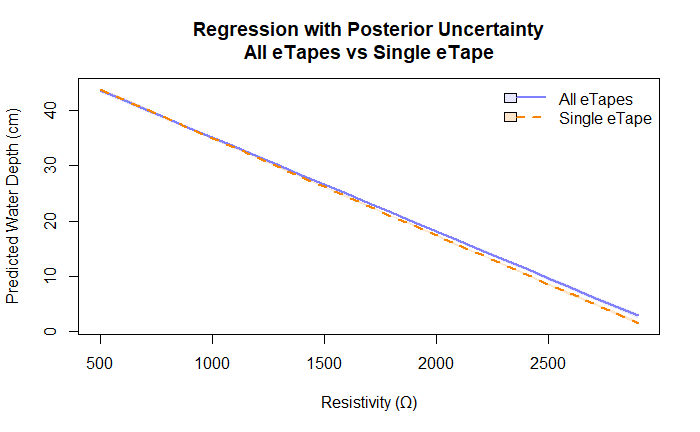 Regression with Posterior Uncertainty
All eTapes vs Single eTape
Predicted Water Depth (cm)
40
30
20
10
0
All eTapes
Single eTape
500
1000
1500
2000
2500
Resistivity (Ω)